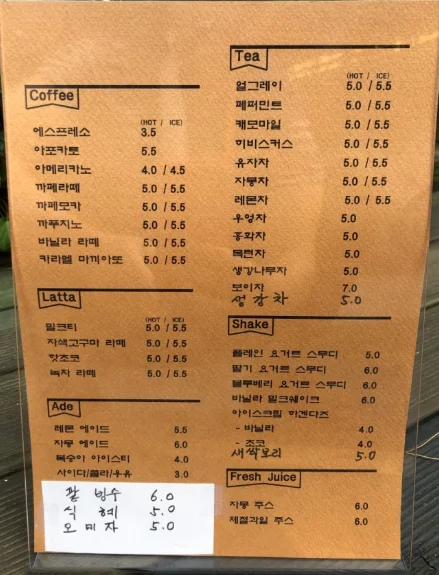 Coffee
(HOT / ICE)
에스프레소 3.5
아포카토 5.5
아메리카노 4.0 / 4.5
까페라떼 5.0 / 5.5
까페모카 5.0 / 5.5
까푸지노 5.0 / 5.5
바닐라 라떼 5.0 / 5.5
카라멜 마끼아또 5.5 / 5.5
Latta
(HOT / ICE)
밀크티 5.0 / 5.5
자색고구마 라떼 5.0 / 5.5
핫초코 5.0 / 5.5
녹차 라떼 5.0 / 5.5
Ade
레몬 에이드 5.5
자몽 에이드 6.0
복숭아 아이스티 4.0
사이다/콜라/우유 3.0
팥 빙수 6.0
식 혜 5.0
오 미 자 5.0
Tea
(HOT / ICE)
얼그레이 5.0 / 5.5
페퍼민트 5.0 / 5.5
캐모마일 5.0 / 5.5
히비스커스 5.0 / 5.5
유자차 5.0 / 5.5
자몽차 5.0 / 5.5
레몬차 5.0 / 5.5
우엉차 5.0
홍화차 5.0
목련차 5.0
생강나무차 5.0
보이차 7.0
생 강 차 5.0
Shake
플레인 요거트 스무디 5.0
딸기 요거트 스무디 6.0
블루베리 요거트 스무디 6.0
바닐라 밀크쉐이크 6.0
아이스크림 하겐다즈
- 바닐라 4.0
- 초코 4.0
새싹보리 5.0
Fresh Juice
자몽 주스 6.0
제철과일 주스 6.0